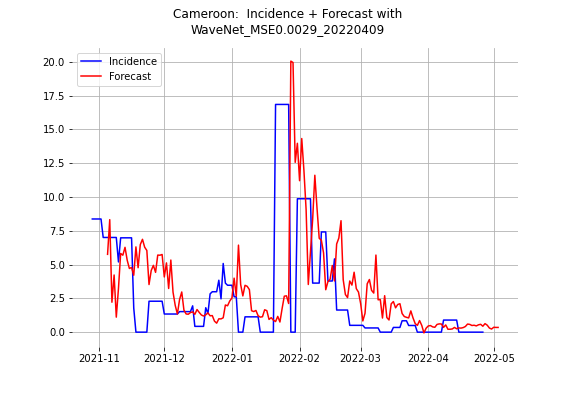 Cameroon:  Incidence + Forecast with
WaveNet_MSE0.0029_20220409
Incidence
Forecast
20.0
17.5
15.0
12.5
10.0
7.5
5.0
2.5
0.0
2021-11 2021-12 2022-01 2022-02 2022-03 2022-04 2022-05